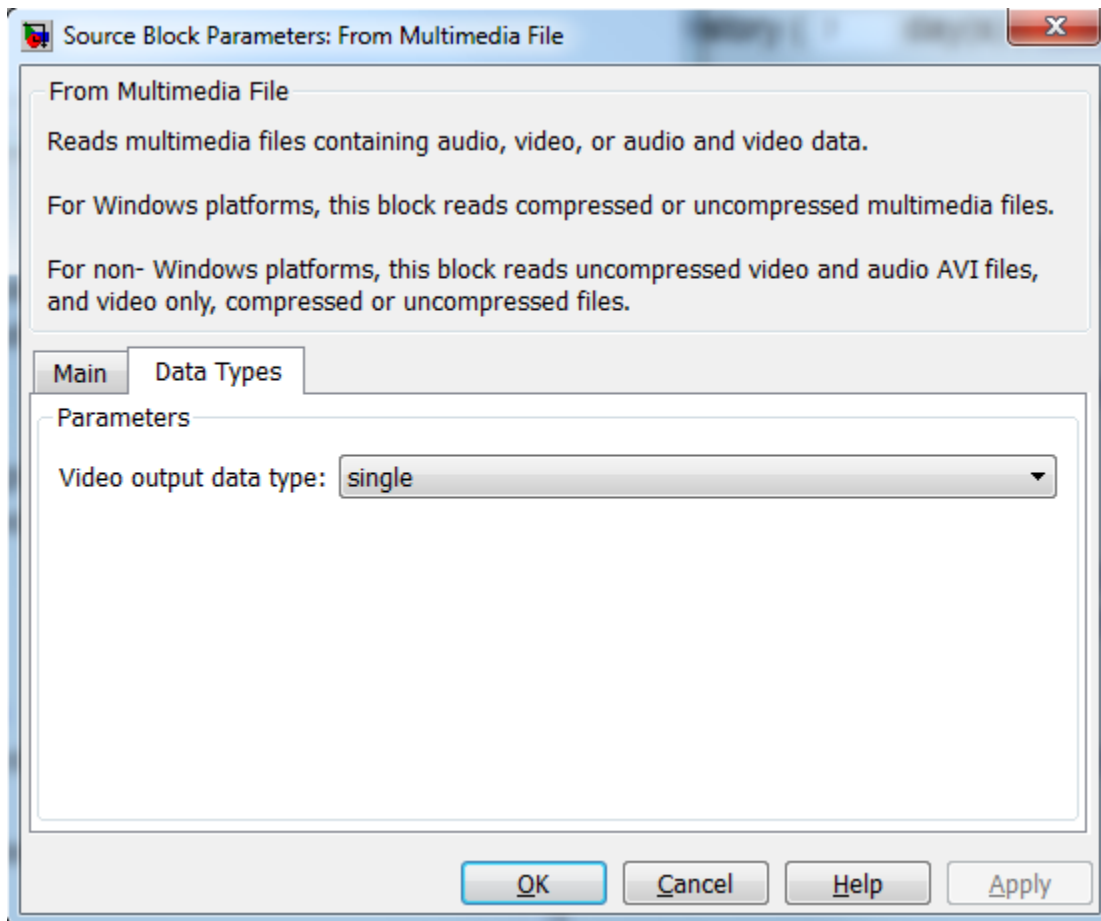 Source Block Parameters: From Multimedia File
From Multimedia File
Reads multimedia files containing audio, video, or audio and video data.
For Windows platforms, this block reads compressed or uncompressed multimedia files.
For non- Windows platforms, this block reads uncompressed video and audio AVI files,
and video only, compressed or uncompressed files.
Main Data Types
Parameters
Video output data type: single
OK Cancel Help Apply